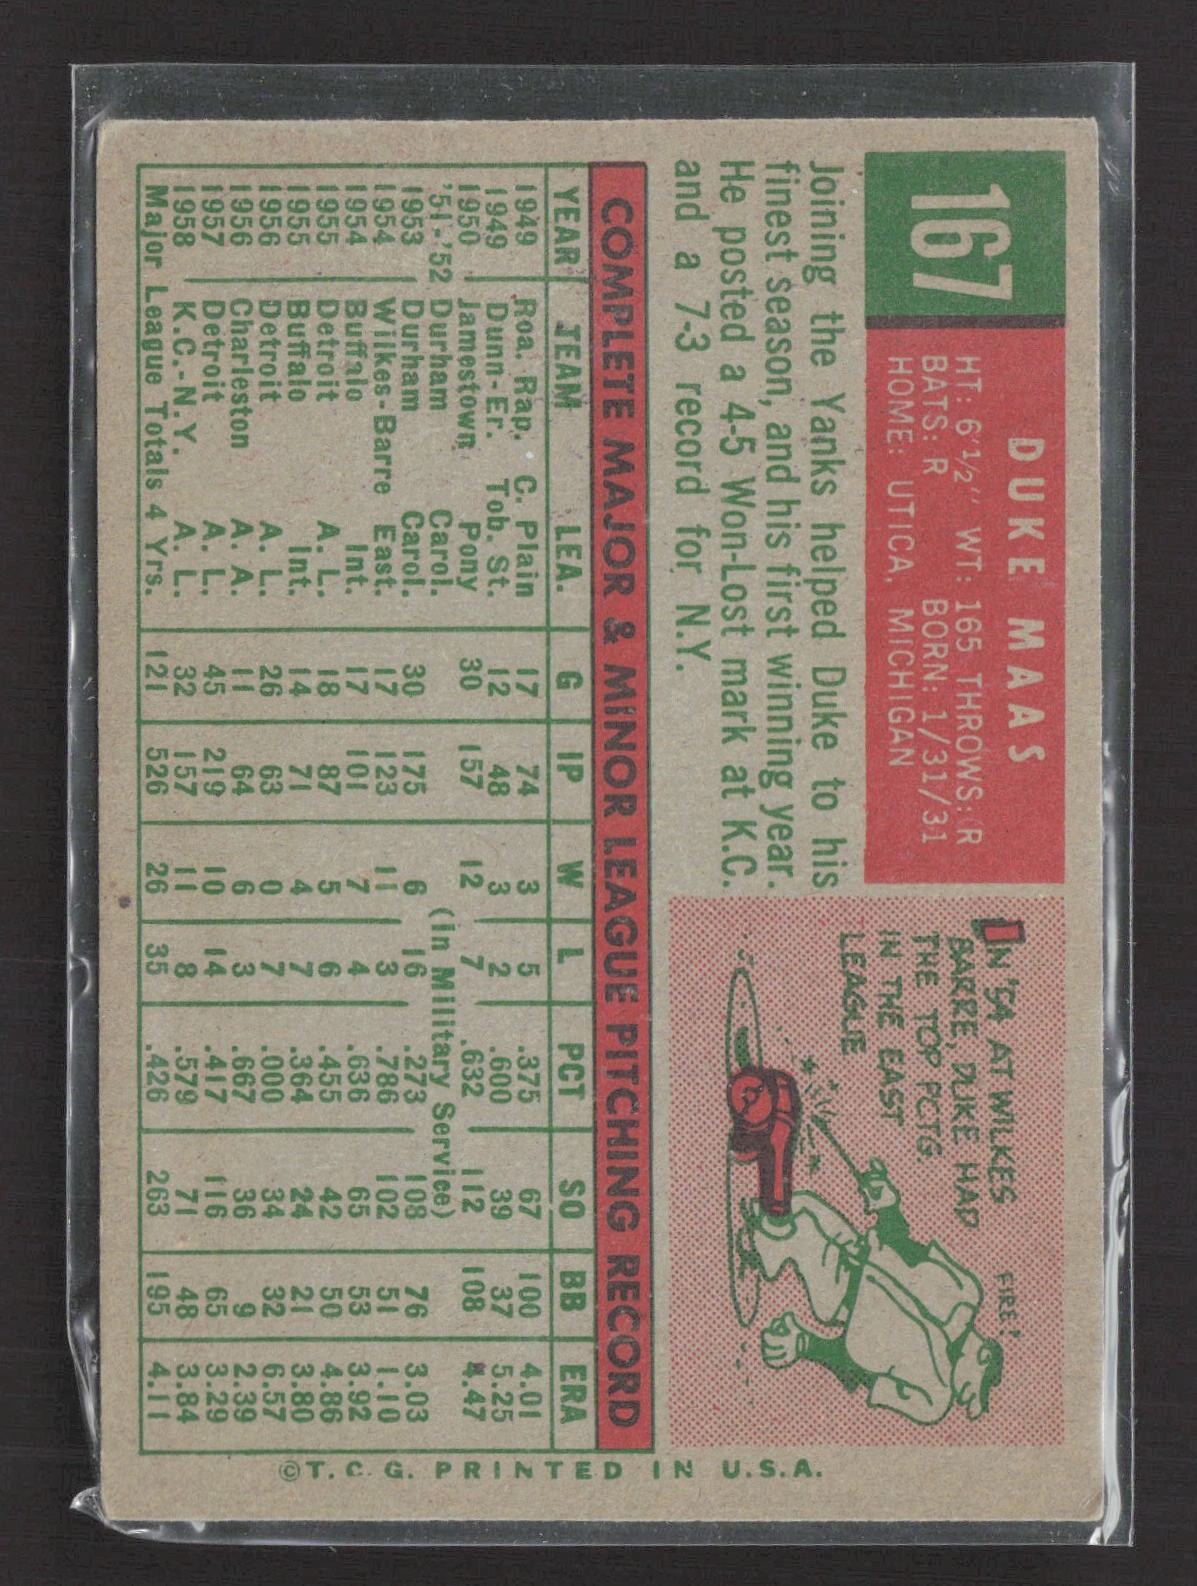 167
DUKE MAAS
HT: 6'1½" WT: 165 THROWS: R
BATS: R BORN: 1/31/31
HOME: UTICA, MICHIGAN
Joining the Yanks helped Duke to his
finest season, and his first winning year.
He posted a 4-5 Won-Lost mark at K.C.
and a 7-3 record for N.Y.
IN '54 AT WILKES
BARRE, DUKE HAD
THE TOP PCTG.
IN THE EAST
LEAGUE
FIRE!
COMPLETE MAJOR & MINOR LEAGUE PITCHING RECORD
YEAR TEAM LEA. G IP W L PCT SO BB ERA
1949 Roa. Rap. C. Plain 17 74 3 5 .375 67 100 4.01
1949 Dunn-Er. Tob. St. 12 48 3 2 .600 39 37 5.25
1950 Jamestown Pony 30 157 12 7 .632 112 108 4.47
'51-'52 Durham Carol. (in Military Service)
1953 Durham Carol. 30 175 6 16 .273 108 76 3.03
1954 Wilkes-Barre East. 17 123 11 3 .786 102 51 1.10
1954 Buffalo Int. 17 101 7 4 .636 65 53 3.92
1955 Detroit A. L. 18 87 5 6 .455 42 50 4.86
1955 Buffalo Int. 14 71 4 7 .364 24 21 3.80
1956 Detroit A. L. 26 63 0 7 .000 34 32 6.57
1956 Charleston A. A. 11 64 6 3 .667 36 9 2.39
1957 Detroit A. L. 45 219 10 14 .417 116 65 3.29
1958 K.C.-N.Y. A. L. 32 157 11 8 .579 71 48 3.84
Major League Totals 4 Yrs. 121 526 26 35 .426 263 195 4.11
©T.C.G. PRINTED IN U.S.A.